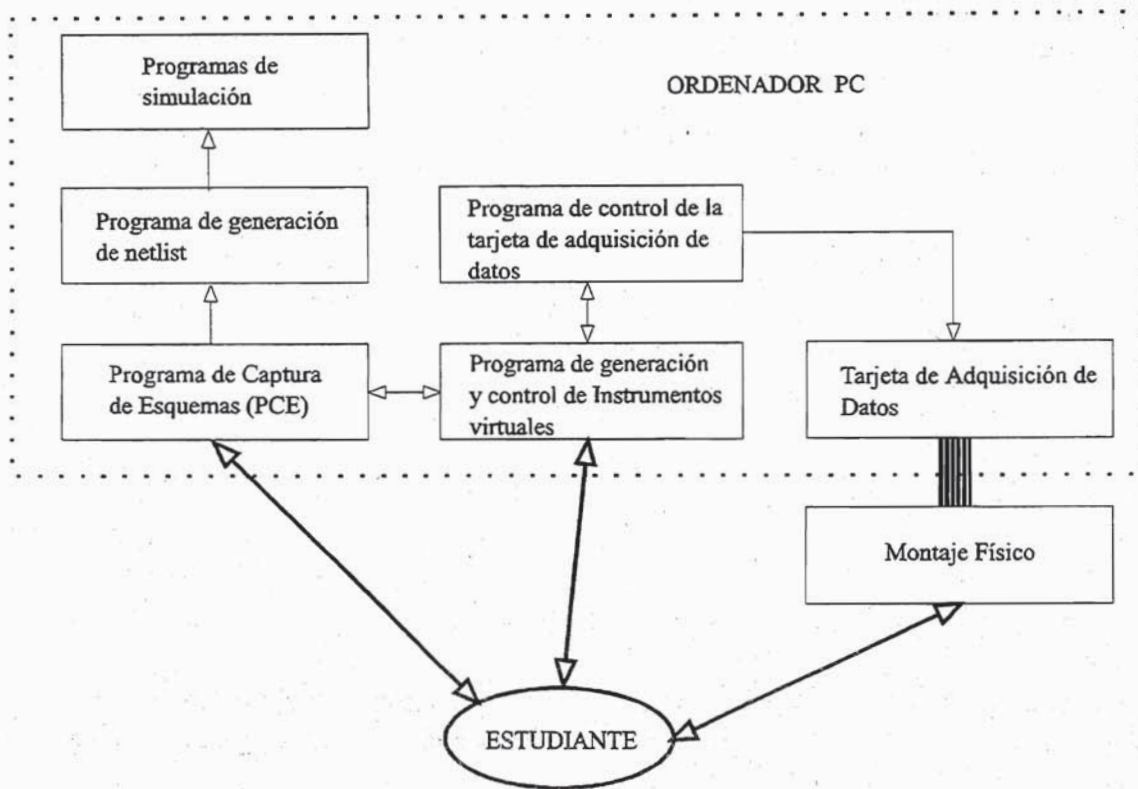 Programas de
simulación
ORDENADOR PC
Programa de generación
de netlist
Programa de control de la
tarjeta de adquisición de
datos
Programa de Captura
de Esquemas (PCE)
Programa de generación
y control de Instrumentos
virtuales
Tarjeta de Adquisición de
Datos
Montaje Físico
ESTUDIANTE